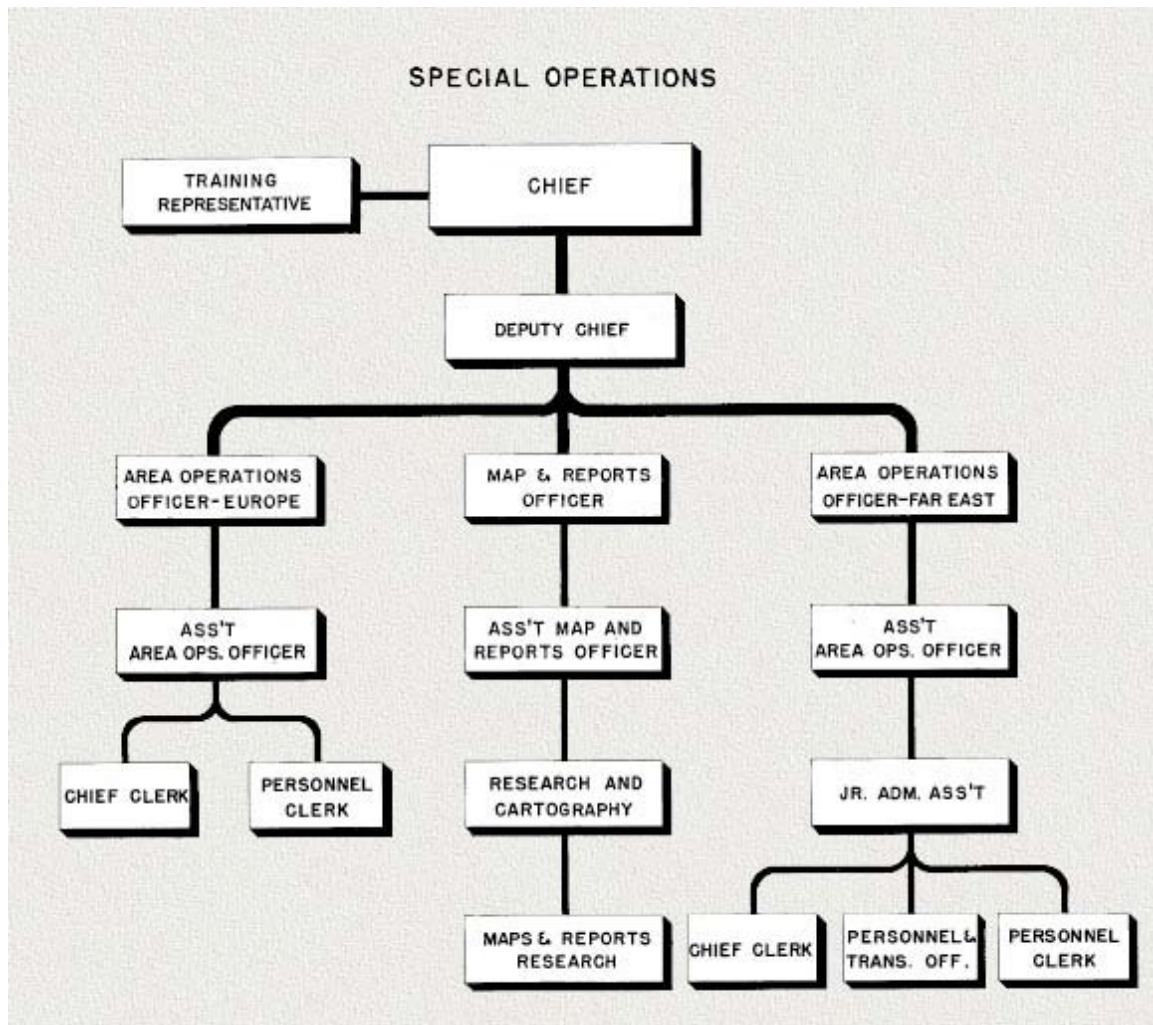 SPECIAL OPERATIONS
TRAINING
REPRESENTATIVE
CHIEF
DEPUTY CHIEF
AREA OPERATIONS
OFFICER-EUROPE
MAP & REPORTS
OFFICER
AREA OPERATIONS
OFFICER-FAR EAST
ASS'T
AREA OPS. OFFICER
ASS'T MAP AND
REPORTS OFFICER
ASS'T
AREA OPS. OFFICER
CHIEF CLERK
PERSONNEL
CLERK
RESEARCH AND
CARTOGRAPHY
JR. ADM. ASS'T
MAPS & REPORTS
RESEARCH
CHIEF CLERK
PERSONNEL &
TRANS. OFF.
PERSONNEL
CLERK